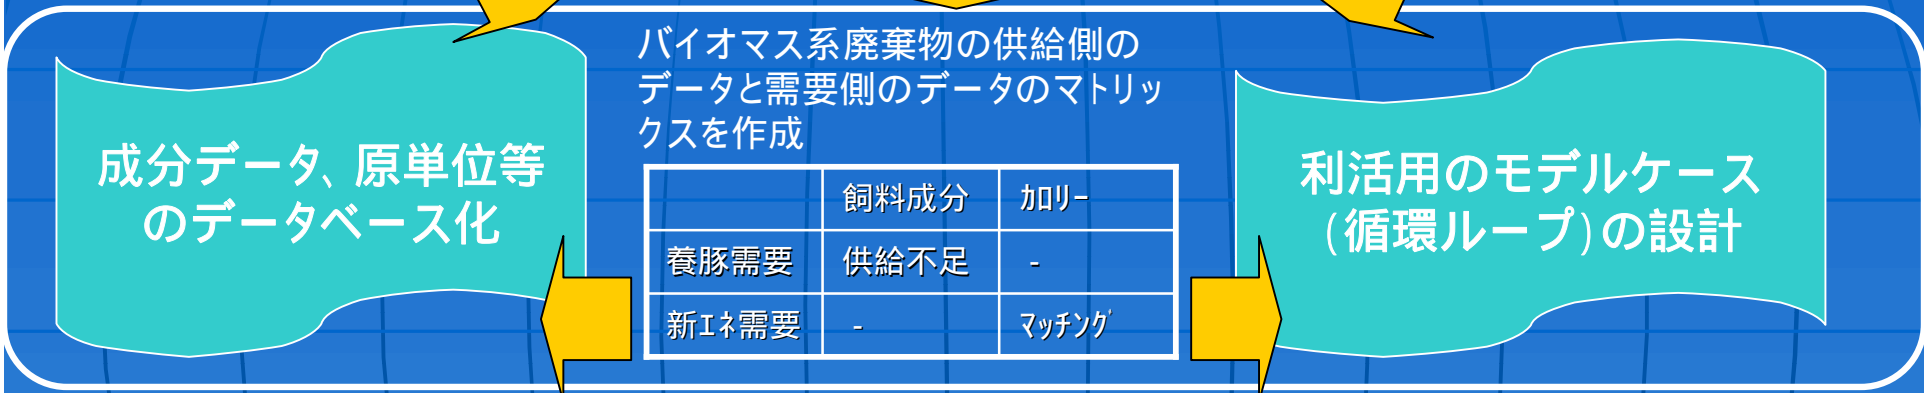 成分データ、原単位等
のデータベース化
バイオマス系廃棄物の供給側の
データと需要側のデータのマトリッ
クスを作成
飼料成分 ｶﾛﾘｰ
養豚需要 供給不足 -
新ｴﾈ需要 - ﾏｯﾁﾝｸﾞ
利活用のモデルケース
(循環ループ)の設計